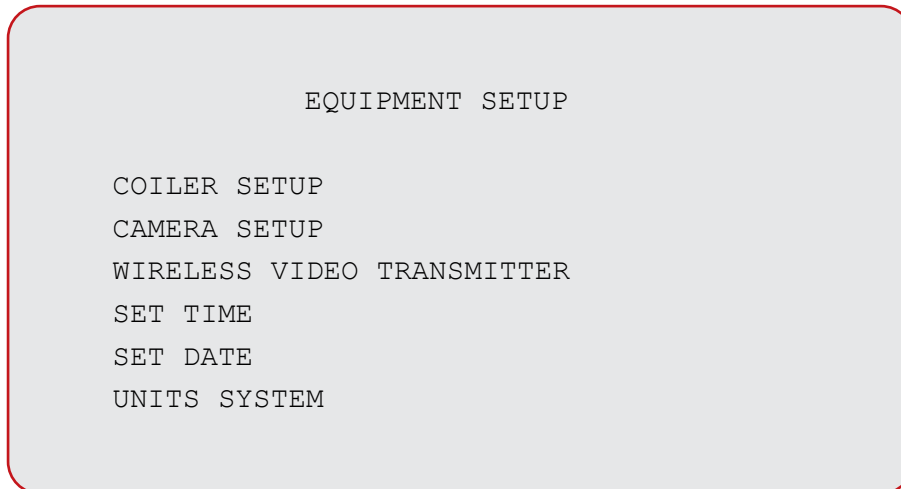 EQUIPMENT SETUP
COILER SETUP
CAMERA SETUP
WIRELESS VIDEO TRANSMITTER
SET TIME
SET DATE
UNITS SYSTEM